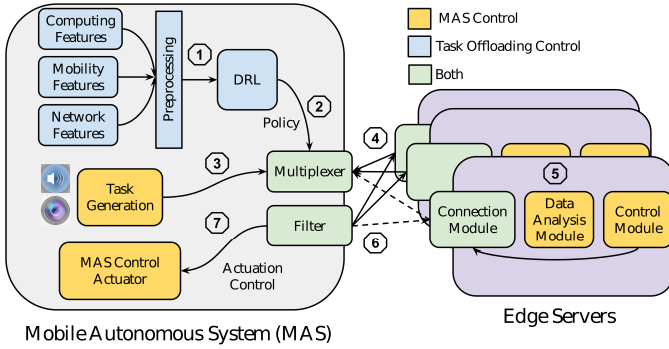 Computing
Features
Mobility
Features
Network
Features
Preprocessing
1
DRL
2
Policy
3
Multiplexer
Task
Generation
7
Filter
MAS Control
Actuator
Actuation
Control
Mobile Autonomous System (MAS)
MAS Control
Task Offloading Control
Both
4
5
6
Connection
Module
Data
Analysis
Module
Control
Module
Edge Servers